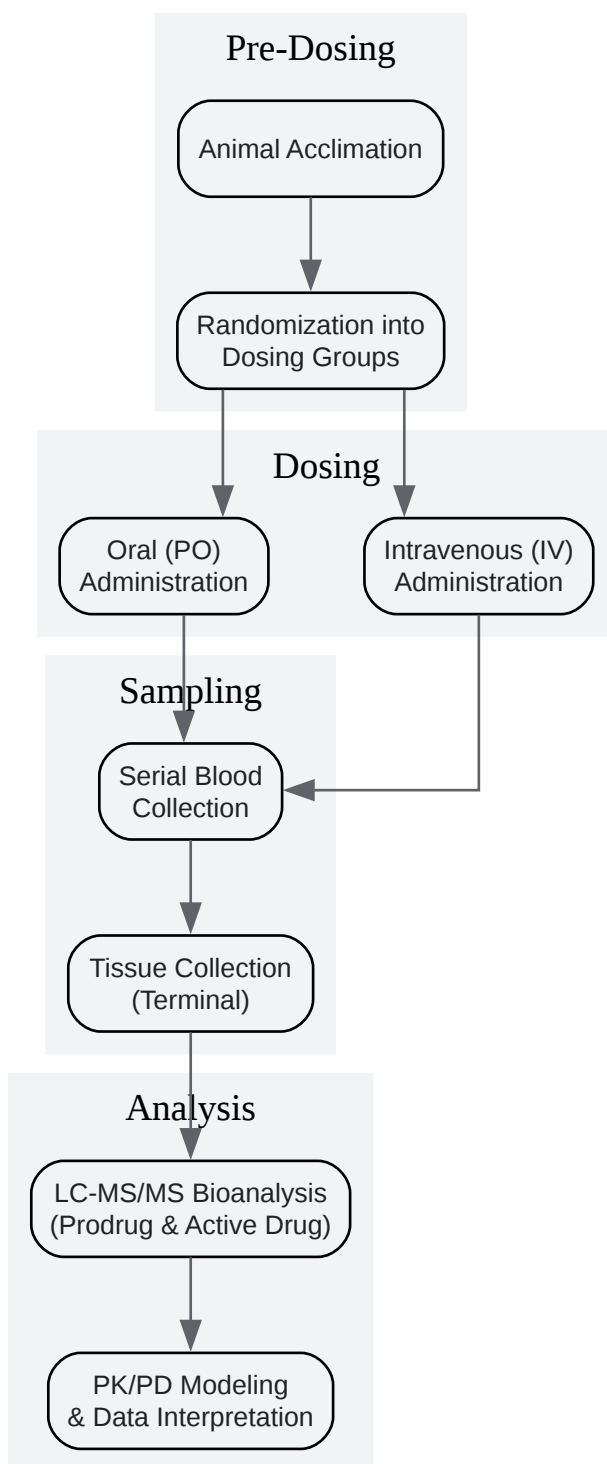 Pre-Dosing
Animal Acclimation
Randomization into
Dosing Groups
Dosing
Oral (PO)
Administration
Intravenous (IV)
Administration
Sampling
Serial Blood
Collection
Tissue Collection
(Terminal)
Analysis
LC-MS/MS Bioanalysis
(Prodrug & Active Drug)
PK/PD Modeling
& Data Interpretation